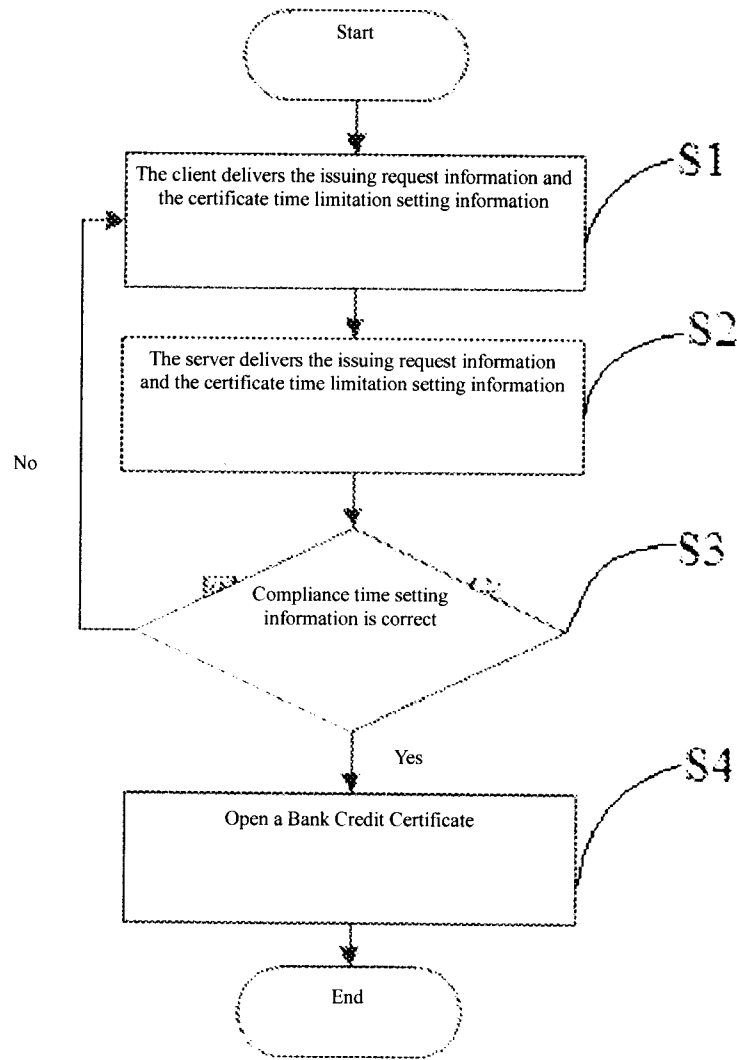 Start
The client delivers the issuing request information and
the certificate time limitation setting information
S1
The server delivers the issuing request information
and the certificate time limitation setting information
S2
No
Compliance time setting
information is correct
S3
Yes
Open a Bank Credit Certificate
S4
End